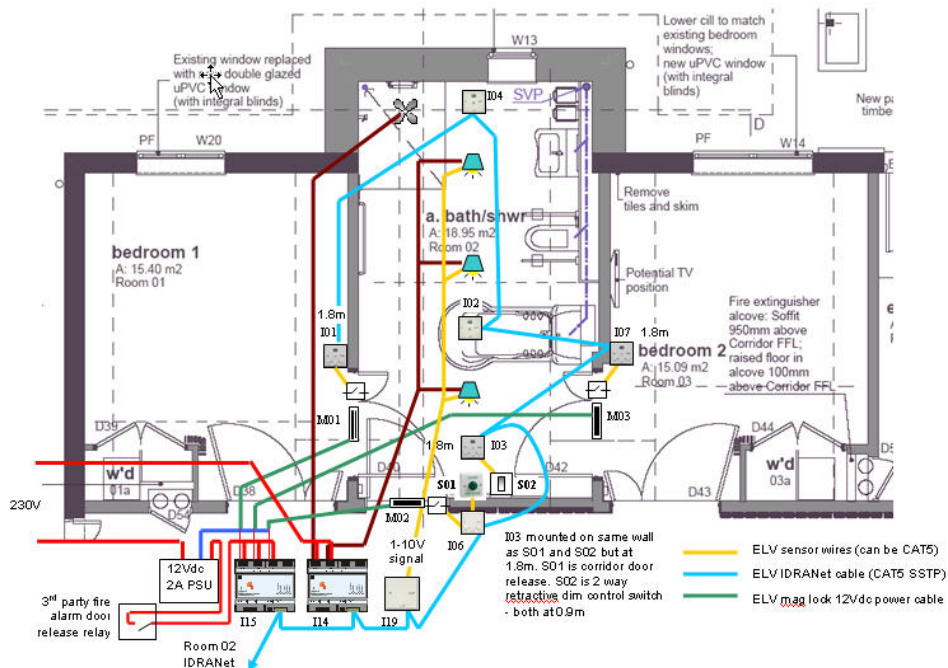 Existing window replaced
with new double glazed
uPVC window
(with integral blinds)
Lower cill to match
existing bedroom
windows;
new uPVC window
(with integral blinds)
W13
SVP
I04
New pa
timbe
D
PF
W20
PF
W14
Remove
tiles and skim
a. bath/shwr
A: 18.95 m2
Room 02
bedroom 1
A: 15.40 m2
Room 01
Potential TV
position
I02
1.8m
I01
I07
1.8m
bedroom 2
A: 15.09 m2
Room 03
Fire extinguisher
alcove: Soffit
950mm above
Corridor FFL;
raised floor in
alcove 100mm
above Corridor FFL
M01
M03
D39
1.8m
I03
D44
w'd
01a
D38
D40
S01
S02
D42
D43
w'd
03a
D54
230V
M02
I06
1-10V
signal
12Vdc
2A PSU
I03 mounted on same wall
as S01 and S02 but at
1.8m. S01 is corridor door
release. S02 is 2 way
retractive dim control switch
- both at 0.9m
3rd party fire
alarm door
release relay
I15
I14
I19
Room 02
IDRANet
ELV sensor wires (can be CAT5)
ELV IDRANet cable (CAT5 SSTP)
ELV mag lock 12Vdc power cable